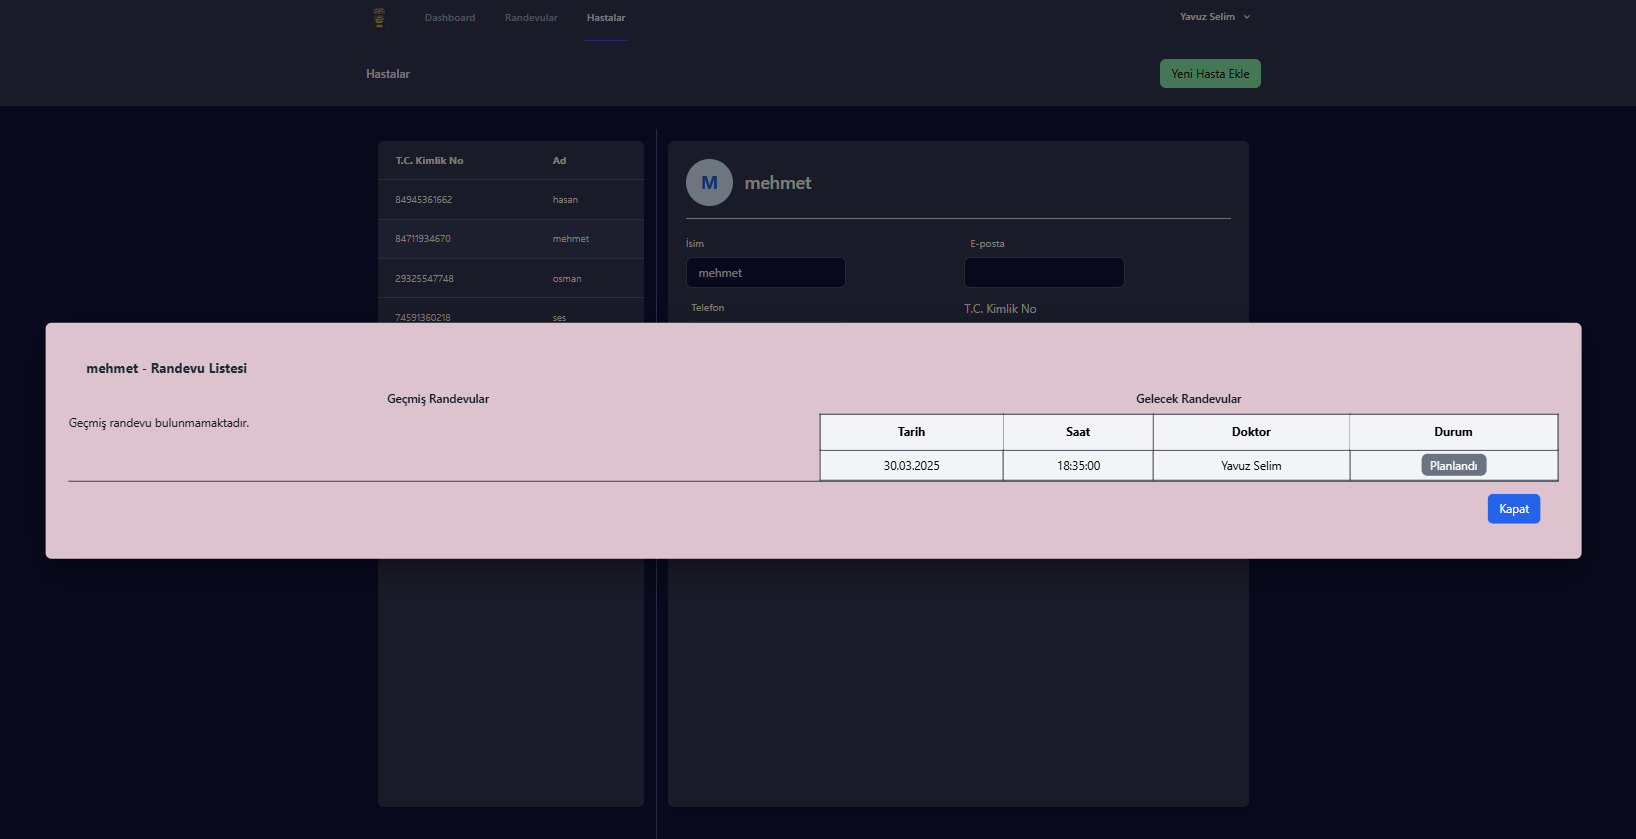 Dashboard Randevular Hastalar Yavuz Selim
Hastalar Yeni Hasta Ekle
T.C. Kimlik No Ad
84945361662 hasan
84711934670 mehmet
29325547748 osman
74591360218 ses
M mehmet
İsim E-posta
mehmet
Telefon T.C. Kimlik No
mehmet - Randevu Listesi
Geçmiş Randevular
Geçmiş randevu bulunmamaktadır.
Gelecek Randevular
Tarih Saat Doktor Durum
30.03.2025 18:35:00 Yavuz Selim Planlandı
Kapat